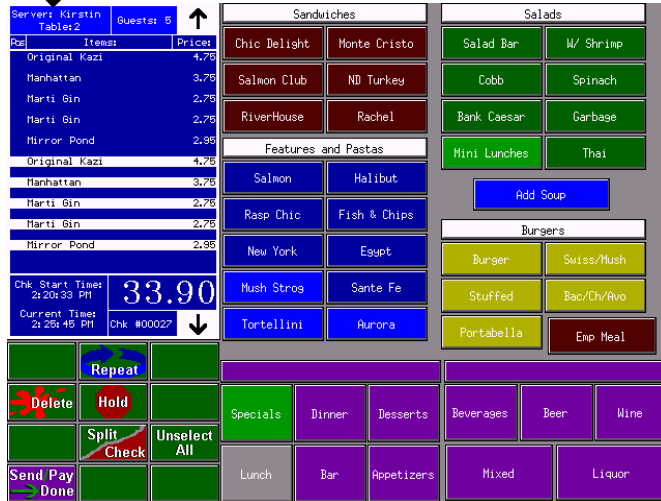 Server: Kirstin
Table:2
Guests: 5
Pos Items: Price:
Original Kazi 4.75
Manhattan 3.75
Marti Gin 2.75
Marti Gin 2.75
Mirror Pond 2.95
Original Kazi 4.75
Manhattan 3.75
Marti Gin 2.75
Marti Gin 2.75
Mirror Pond 2.95
Chk Start Time:
2:20:33 PM
33.90
Current Time:
2:25:45 PM
Chk #00027
Sandwiches
Chic Delight Monte Cristo
Salmon Club ND Turkey
RiverHouse Rachel
Features and Pastas
Salmon Halibut
Rasp Chic Fish & Chips
New York Egypt
Mush Strog Sante Fe
Tortellini Aurora
Salads
Salad Bar W/ Shrimp
Cobb Spinach
Bank Caesar Garbage
Mini Lunches Thai
Add Soup
Burgers
Burger Swiss/Mush
Stuffed Bac/Ch/Avo
Portabella Emp Meal
Repeat
Delete Hold
Split
Check
Unselect
All
Send/Pay
Done
Specials Dinner Desserts Beverages Beer Wine
Lunch Bar Appetizers Mixed Liquor